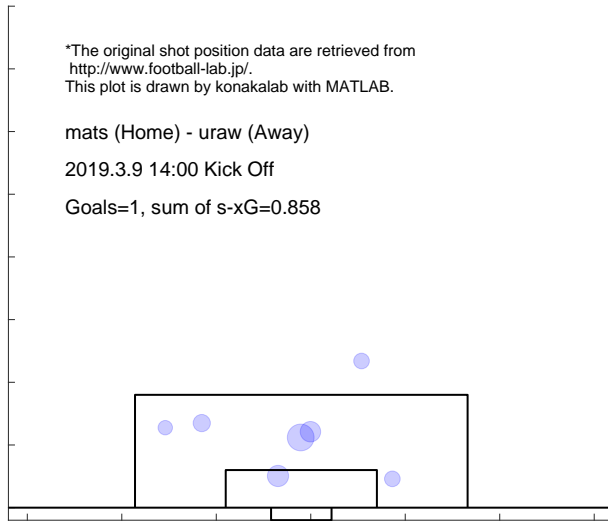 *The original shot position data are retrieved from
http://www.football-lab.jp/.
This plot is drawn by konakalab with MATLAB.
mats (Home) - uraw (Away)
2019.3.9 14:00 Kick Off
Goals=1, sum of s-xG=0.858